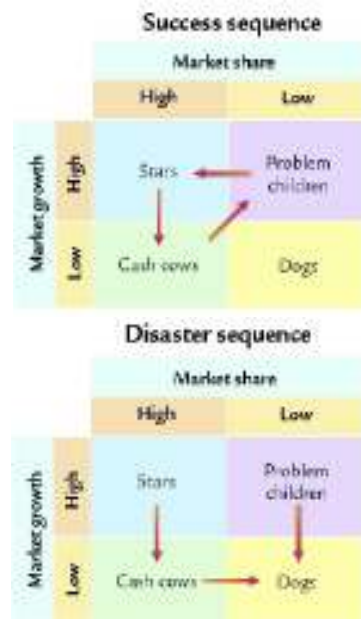 Success sequence
Market share
High Low
Market growth
High
Low
Stars
Problem
children
Cash cows
Dogs
Disaster sequence
Market share
High Low
Market growth
High
Low
Stars
Problem
children
Cash cows
Dogs